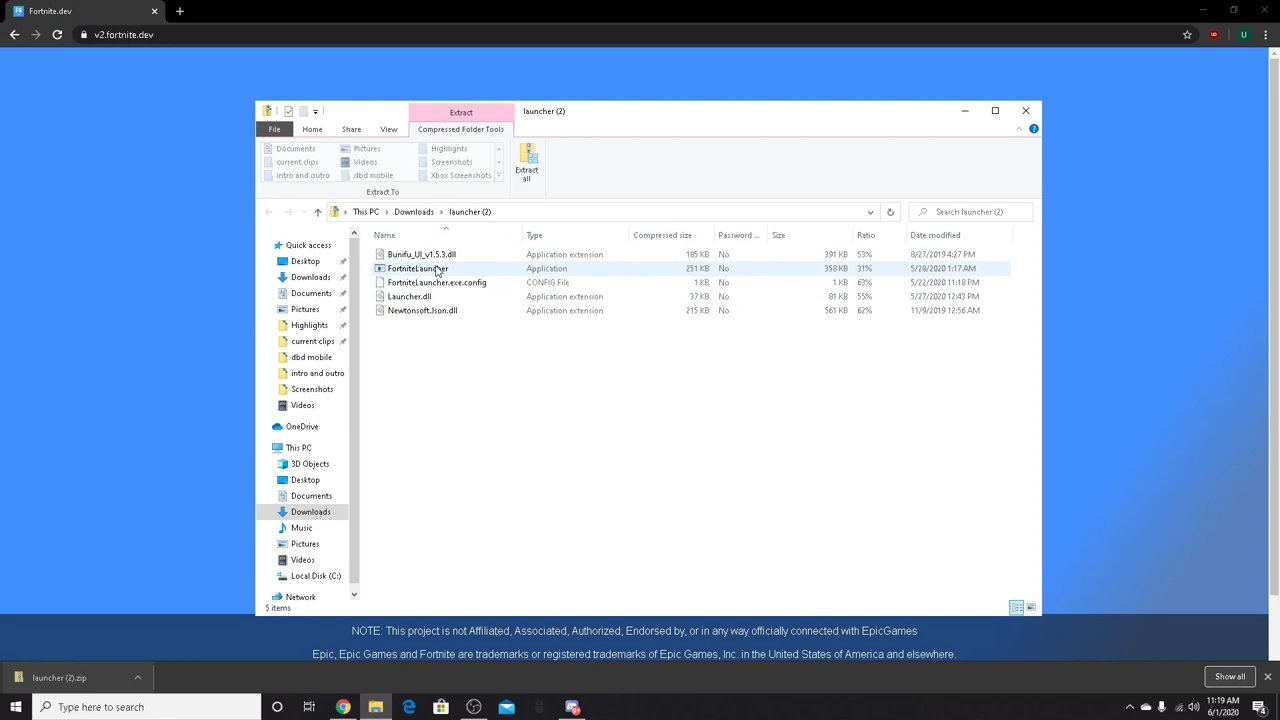 Fortnite.dev
v2.fortnite.dev
Extract
launcher (2)
File
Home
Share
View
Compressed Folder Tools
Documents
Pictures
Highlights
current clips
Videos
Screenshots
intro and outro
dbd mobile
Xbox Screenshots
Extract all
Extract To
This PC
Downloads
launcher (2)
Search launcher (2)
Name
Type
Compressed size
Password ...
Size
Ratio
Date modified
Bunifu_UI_v1.5.3.dll Application extension 185 KB No 391 KB 53% 8/27/2019 4:27 PM
FortniteLauncher Application 251 KB No 358 KB 31% 5/28/2020 1:17 AM
FortniteLauncher.exe.config CONFIG File 1 KB No 1 KB 63% 5/22/2020 11:18 PM
Launcher.dll Application extension 37 KB No 81 KB 55% 5/27/2020 12:43 PM
Newtonsoft.Json.dll Application extension 215 KB No 561 KB 62% 11/9/2019 12:56 AM
Quick access
Desktop
Downloads
Documents
Pictures
Highlights
current clips
dbd mobile
intro and outro
Screenshots
Videos
OneDrive
This PC
3D Objects
Desktop
Documents
Downloads
Music
Pictures
Videos
Local Disk (C:)
Network
5 items
NOTE: This project is not Affiliated, Associated, Authorized, Endorsed by, or in any way officially connected with EpicGames
Epic, Epic Games and Fortnite are trademarks or registered trademarks of Epic Games, Inc. in the United States of America and elsewhere.
launcher (2).zip
Show all
Type here to search
11:19 AM
6/1/2020